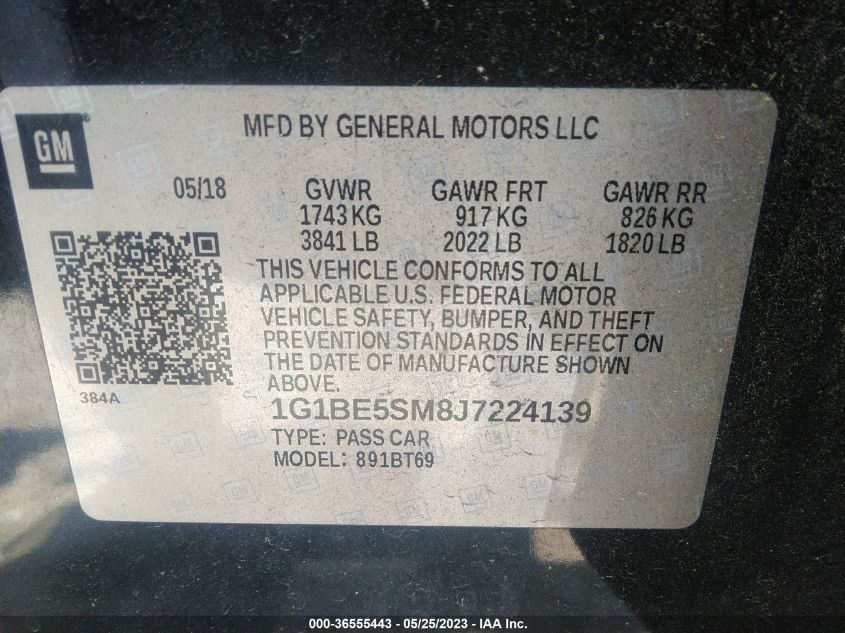 GM
MFD BY GENERAL MOTORS LLC
05/18 GVWR GAWR FRT GAWR RR
1743 KG 917 KG 826 KG
3841 LB 2022 LB 1820 LB
THIS VEHICLE CONFORMS TO ALL
APPLICABLE U.S. FEDERAL MOTOR
VEHICLE SAFETY, BUMPER, AND THEFT
PREVENTION STANDARDS IN EFFECT ON
THE DATE OF MANUFACTURE SHOWN
ABOVE.
384A
1G1BE5SM8J7224139
TYPE: PASS CAR
MODEL: 891BT69
000-36555443 - 05/25/2023 - IAA Inc.